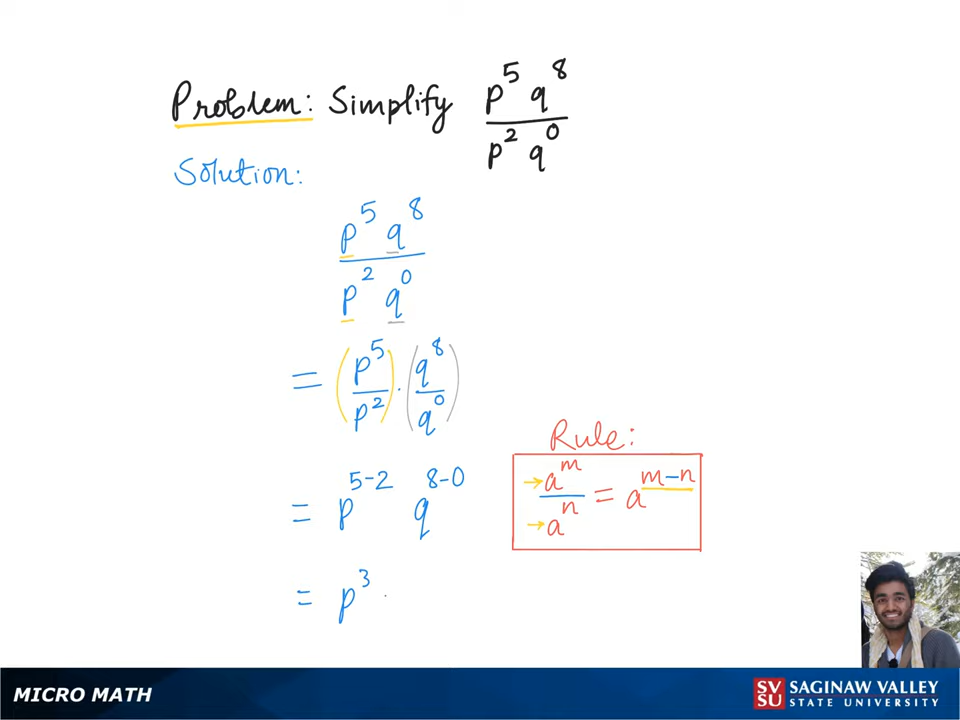 Problem: Simplify p^5 q^8 / p^2 q^0
Solution:
p^5 q^8 / p^2 q^0
= (p^5 / p^2) · (q^8 / q^0)
= p^(5-2) q^(8-0)
Rule:
→ a^m / → a^n = a^(m-n)
= p^3 ·
MICRO MATH
SV SU SAGINAW VALLEY
STATE UNIVERSITY